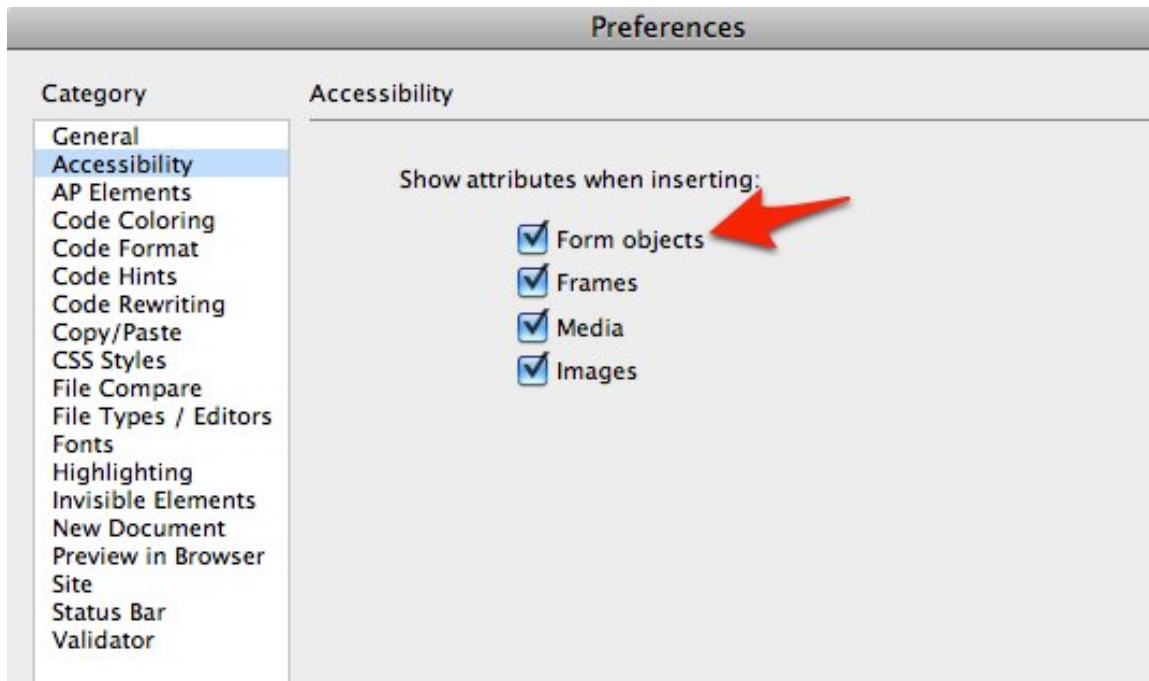 Preferences
Category
General
Accessibility
AP Elements
Code Coloring
Code Format
Code Hints
Code Rewriting
Copy/Paste
CSS Styles
File Compare
File Types / Editors
Fonts
Highlighting
Invisible Elements
New Document
Preview in Browser
Site
Status Bar
Validator
Accessibility
Show attributes when inserting:
Form objects
Frames
Media
Images